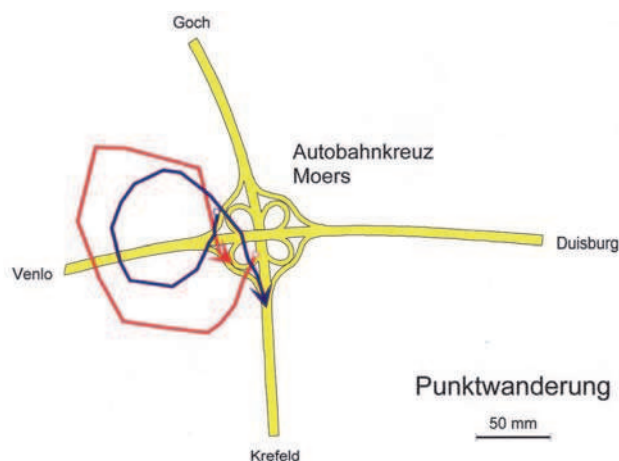 Goch
Autobahnkreuz
Moers
Duisburg
Venlo
Punktwanderung
50 mm
Krefeld